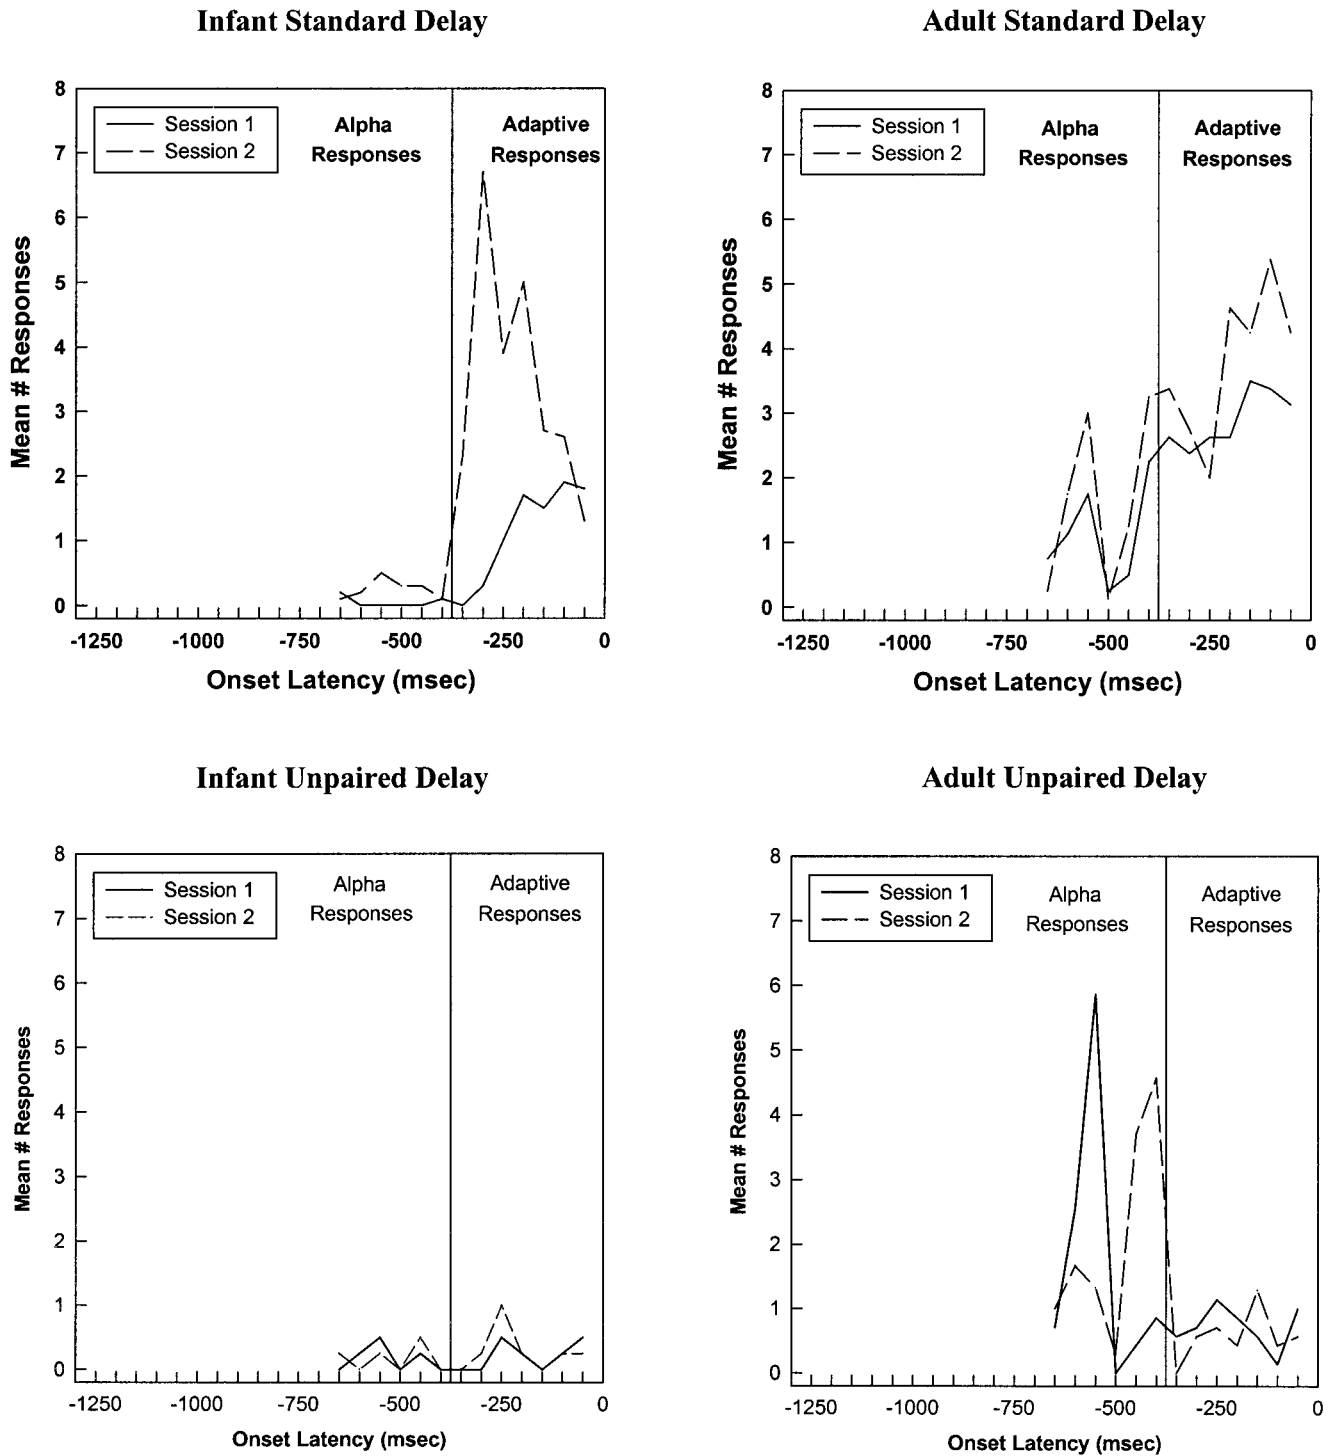 Infant Standard Delay
8
7
6
5
4
3
2
1
0
Mean # Responses
Session 1
Session 2
Alpha
Responses
Adaptive
Responses
-1250 -1000 -750 -500 -250 0
Onset Latency (msec)
Adult Standard Delay
8
7
6
5
4
3
2
1
0
Mean # Responses
Session 1
Session 2
Alpha
Responses
Adaptive
Responses
-1250 -1000 -750 -500 -250 0
Onset Latency (msec)
Infant Unpaired Delay
8
7
6
5
4
3
2
1
0
Mean # Responses
Session 1
Session 2
Alpha
Responses
Adaptive
Responses
-1250 -1000 -750 -500 -250 0
Onset Latency (msec)
Adult Unpaired Delay
8
7
6
5
4
3
2
1
0
Mean # Responses
Session 1
Session 2
Alpha
Responses
Adaptive
Responses
-1250 -1000 -750 -500 -250 0
Onset Latency (msec)